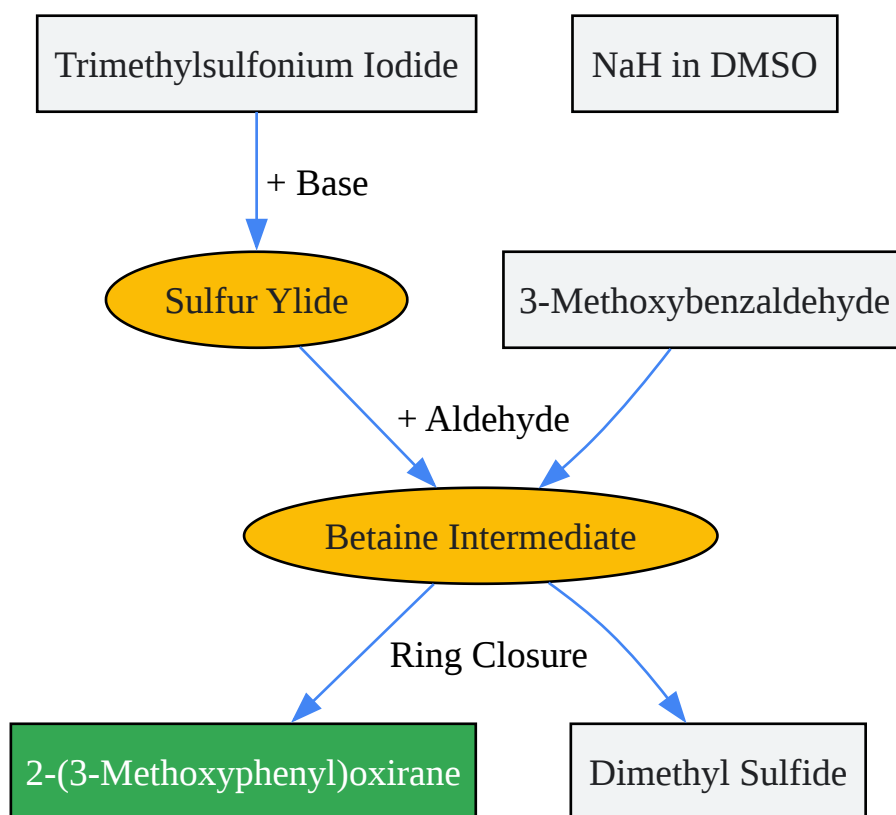 Trimethylsulfonium Iodide
NaH in DMSO
+ Base
Sulfur Ylide
3-Methoxybenzaldehyde
+ Aldehyde
Betaine Intermediate
Ring Closure
2-(3-Methoxyphenyl)oxirane
Dimethyl Sulfide